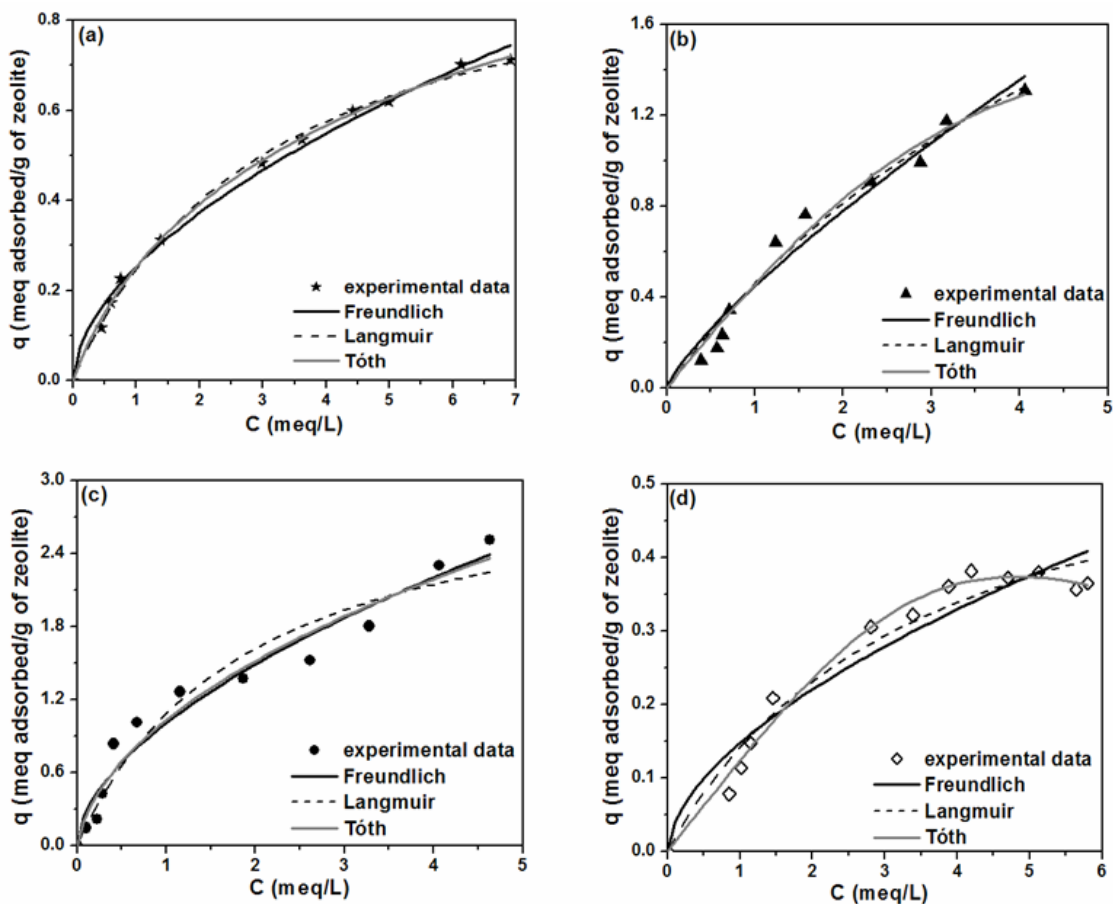 (a)
q (meq adsorbed/g of zeolite)
0.8
0.6
0.4
0.2
0.0
experimental data
Freundlich
Langmuir
Tóth
0 1 2 3 4 5 6 7
C (meq/L)
(b)
q (meq adsorbed/g of zeolite)
1.6
1.2
0.8
0.4
0.0
experimental data
Freundlich
Langmuir
Tóth
0 1 2 3 4 5
C (meq/L)
(c)
q (meq adsorbed/g of zeolite)
3.0
2.4
1.8
1.2
0.6
0.0
experimental data
Freundlich
Langmuir
Tóth
0 1 2 3 4 5
C (meq/L)
(d)
q (meq adsorbed/g of zeolite)
0.5
0.4
0.3
0.2
0.1
0.0
experimental data
Freundlich
Langmuir
Tóth
0 1 2 3 4 5 6
C (meq/L)